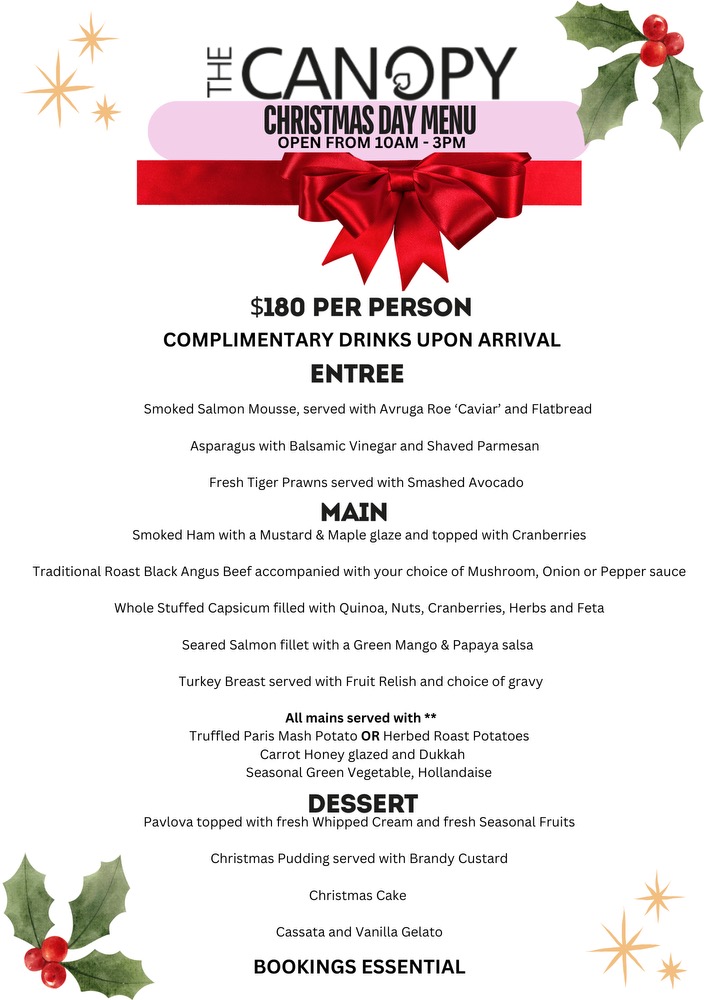 THE CANOPY
CHRISTMAS DAY MENU
OPEN FROM 10AM - 3PM
$180 PER PERSON
COMPLIMENTARY DRINKS UPON ARRIVAL
ENTREE
Smoked Salmon Mousse, served with Avruga Roe ‘Caviar’ and Flatbread
Asparagus with Balsamic Vinegar and Shaved Parmesan
Fresh Tiger Prawns served with Smashed Avocado
MAIN
Smoked Ham with a Mustard & Maple glaze and topped with Cranberries
Traditional Roast Black Angus Beef accompanied with your choice of Mushroom, Onion or Pepper sauce
Whole Stuffed Capsicum filled with Quinoa, Nuts, Cranberries, Herbs and Feta
Seared Salmon fillet with a Green Mango & Papaya salsa
Turkey Breast served with Fruit Relish and choice of gravy
All mains served with **
Truffled Paris Mash Potato OR Herbed Roast Potatoes
Carrot Honey glazed and Dukkah
Seasonal Green Vegetable, Hollandaise
DESSERT
Pavlova topped with fresh Whipped Cream and fresh Seasonal Fruits
Christmas Pudding served with Brandy Custard
Christmas Cake
Cassata and Vanilla Gelato
BOOKINGS ESSENTIAL